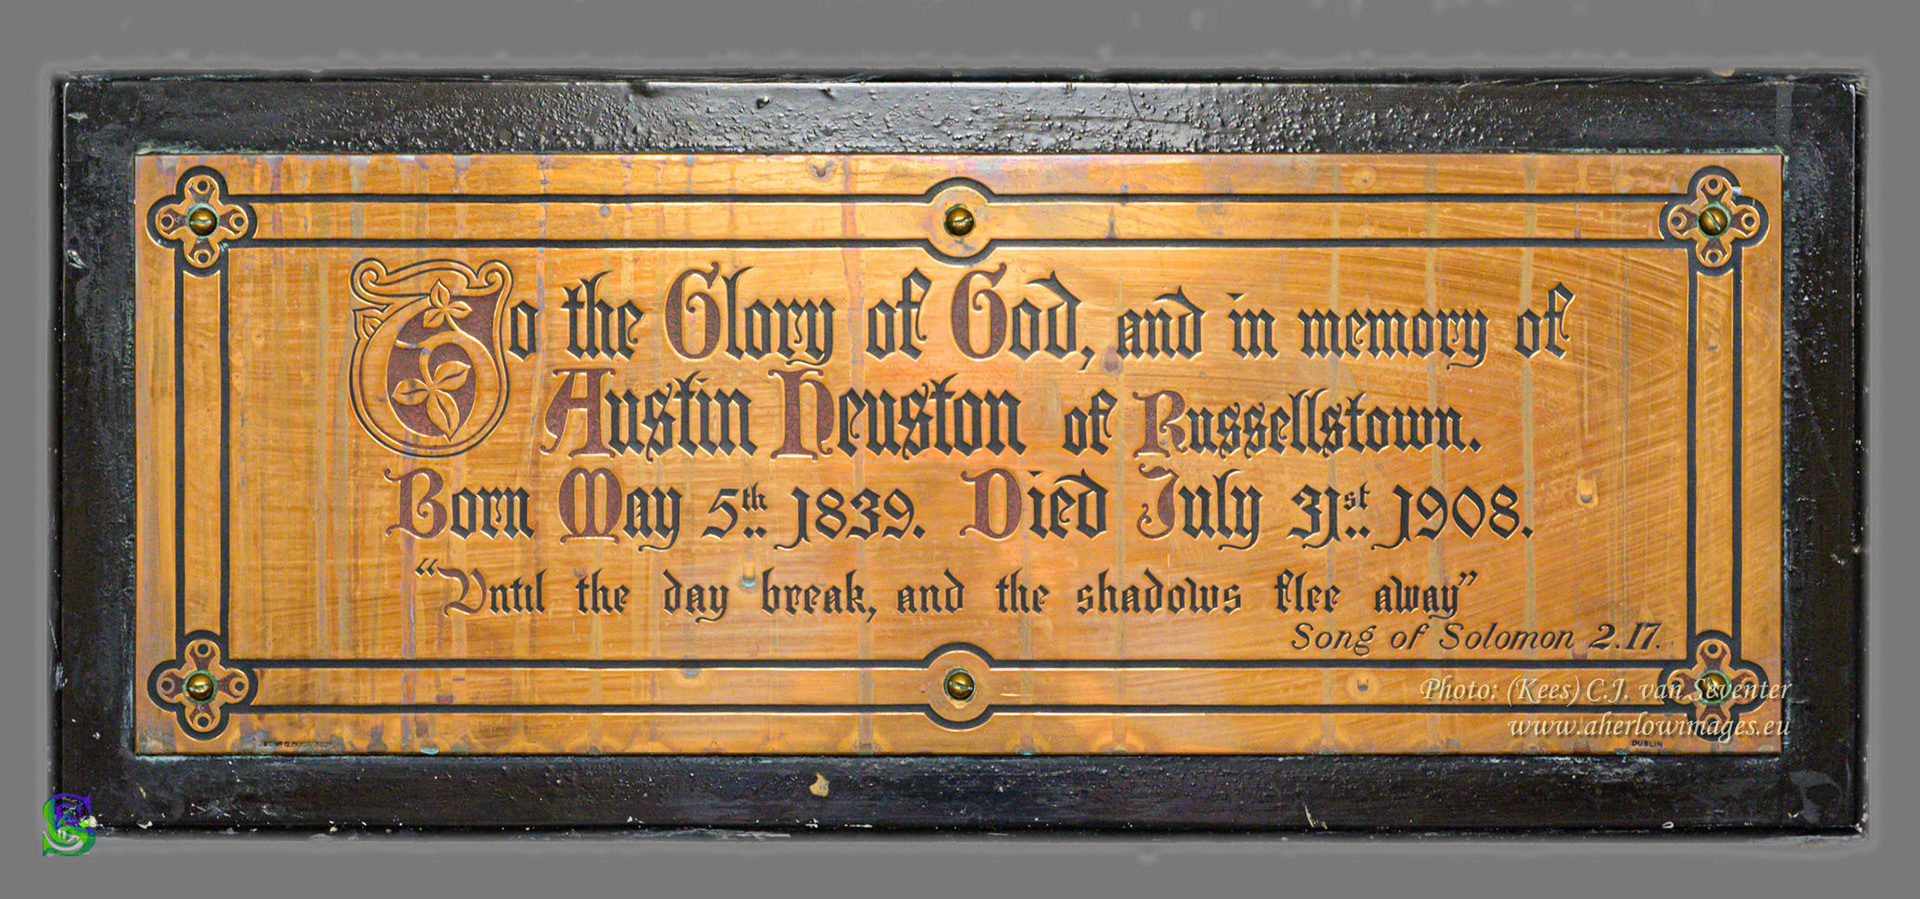 To the Glory of God, and in memory of
Austin Heuston of Russellstown.
Born May 5th 1839. Died July 31st 1908.
“Until the day break, and the shadows flee away”
Song of Solomon 2.17.
Photo: (Kees) C.J. van Seventer
www.aherlowimages.eu
DUBLIN